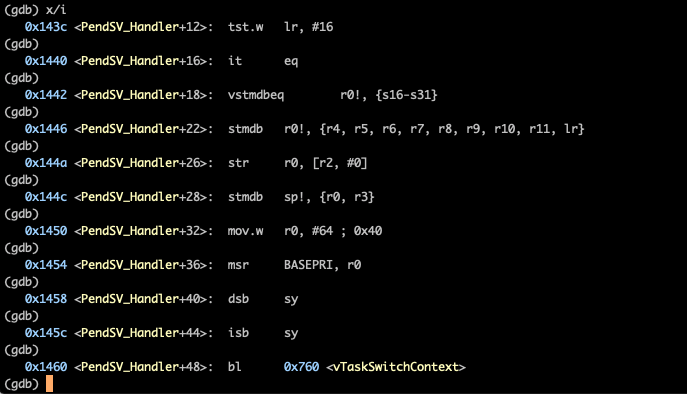 (gdb) x/i
0x143c <PendSV_Handler+12>: tst.w lr, #16
(gdb)
0x1440 <PendSV_Handler+16>: it eq
(gdb)
0x1442 <PendSV_Handler+18>: vstmdbeq r0!, {s16-s31}
(gdb)
0x1446 <PendSV_Handler+22>: stmdb r0!, {r4, r5, r6, r7, r8, r9, r10, r11, lr}
(gdb)
0x144a <PendSV_Handler+26>: str r0, [r2, #0]
(gdb)
0x144c <PendSV_Handler+28>: stmdb sp!, {r0, r3}
(gdb)
0x1450 <PendSV_Handler+32>: mov.w r0, #64 ; 0x40
(gdb)
0x1454 <PendSV_Handler+36>: msr BASEPRI, r0
(gdb)
0x1458 <PendSV_Handler+40>: dsb sy
(gdb)
0x145c <PendSV_Handler+44>: isb sy
(gdb)
0x1460 <PendSV_Handler+48>: bl 0x760 <vTaskSwitchContext>
(gdb)